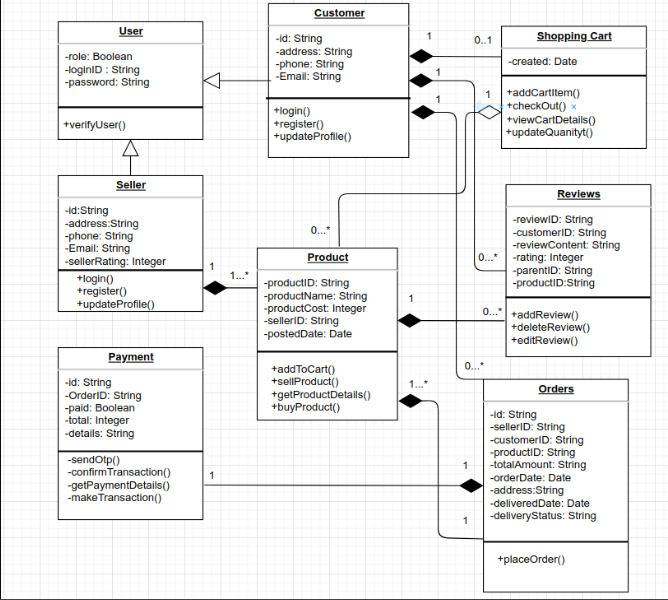 User
-role: Boolean
-loginID : String
-password: String
+verifyUser()
Customer
-id: String
-address: String
-phone: String
-Email: String
+login()
+register()
+updateProfile()
1
0..1
1
1
1
Shopping Cart
-created: Date
+addCartItem()
+checkOut()
+viewCartDetails()
+updateQuanityt()
Seller
-id:String
-address:String
-phone: String
-Email: String
-sellerRating: Integer
+login()
+register()
+updateProfile()
1
1...*
0...*
Product
-productID: String
-productName: String
-productCost: Integer
-sellerID: String
-postedDate: Date
+addToCart()
+sellProduct()
+getProductDetails()
+buyProduct()
1
0...*
0...*
Reviews
-reviewID: String
-customerID: String
-reviewContent: String
-rating: Integer
-parentID: String
-productID:String
+addReview()
+deleteReview()
+editReview()
Payment
-id: String
-OrderID: String
-paid: Boolean
-total: Integer
-details: String
-sendOtp()
-confirmTransaction()
-getPaymentDetails()
-makeTransaction()
1
1...*
0...*
1
1
Orders
-id: String
-sellerID: String
-customerID: String
-productID: String
-totalAmount: String
-orderDate: Date
-address:String
-deliveredDate: Date
-deliveryStatus: String
+placeOrder()